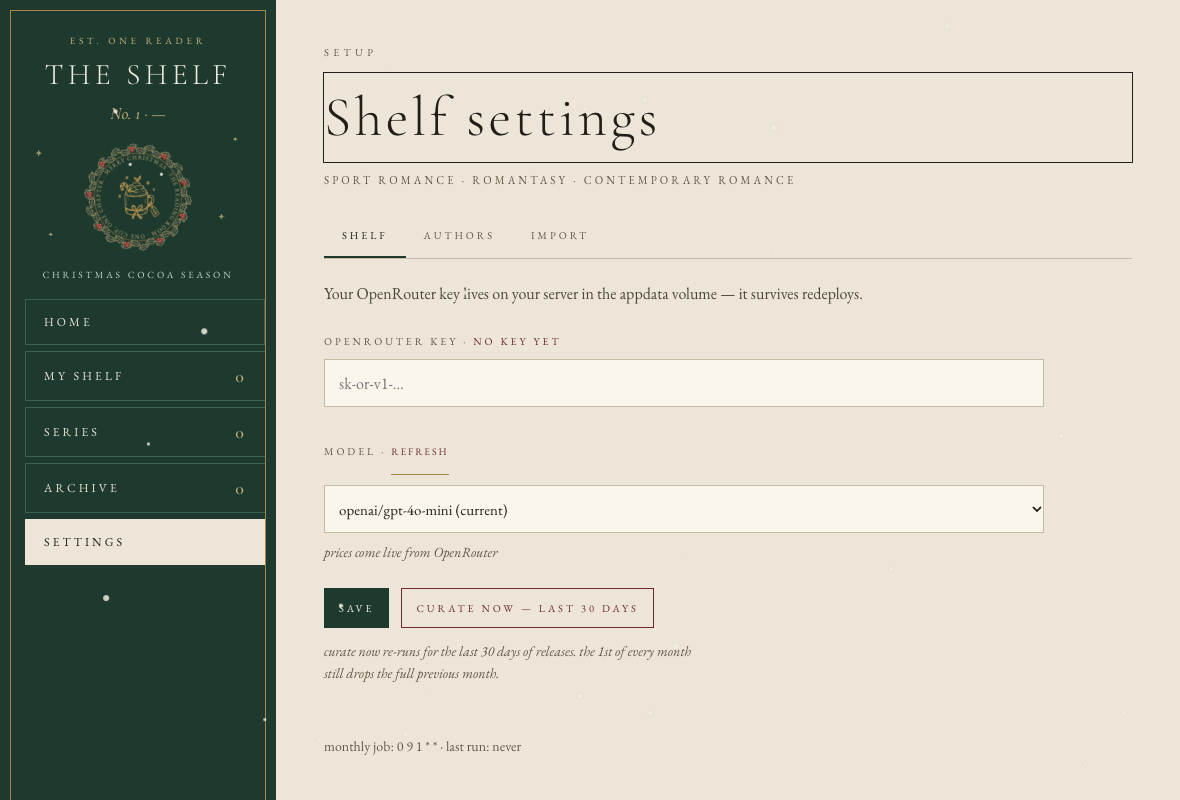 EST. ONE READER
THE SHELF
No. 1 · —
MERRY CHRISTMAS
CHRISTMAS COCOA SEASON
HOME
MY SHELF 0
SERIES 0
ARCHIVE 0
SETTINGS
SETUP
Shelf settings
SPORT ROMANCE · ROMANTASY · CONTEMPORARY ROMANCE
SHELF AUTHORS IMPORT
Your OpenRouter key lives on your server in the appdata volume — it survives redeploys.
OPENROUTER KEY · NO KEY YET
sk-or-v1-...
MODEL · REFRESH
openai/gpt-4o-mini (current)
prices come live from OpenRouter
SAVE CURATE NOW — LAST 30 DAYS
curate now re-runs for the last 30 days of releases. the 1st of every month
still drops the full previous month.
monthly job: 0 9 1 * * · last run: never